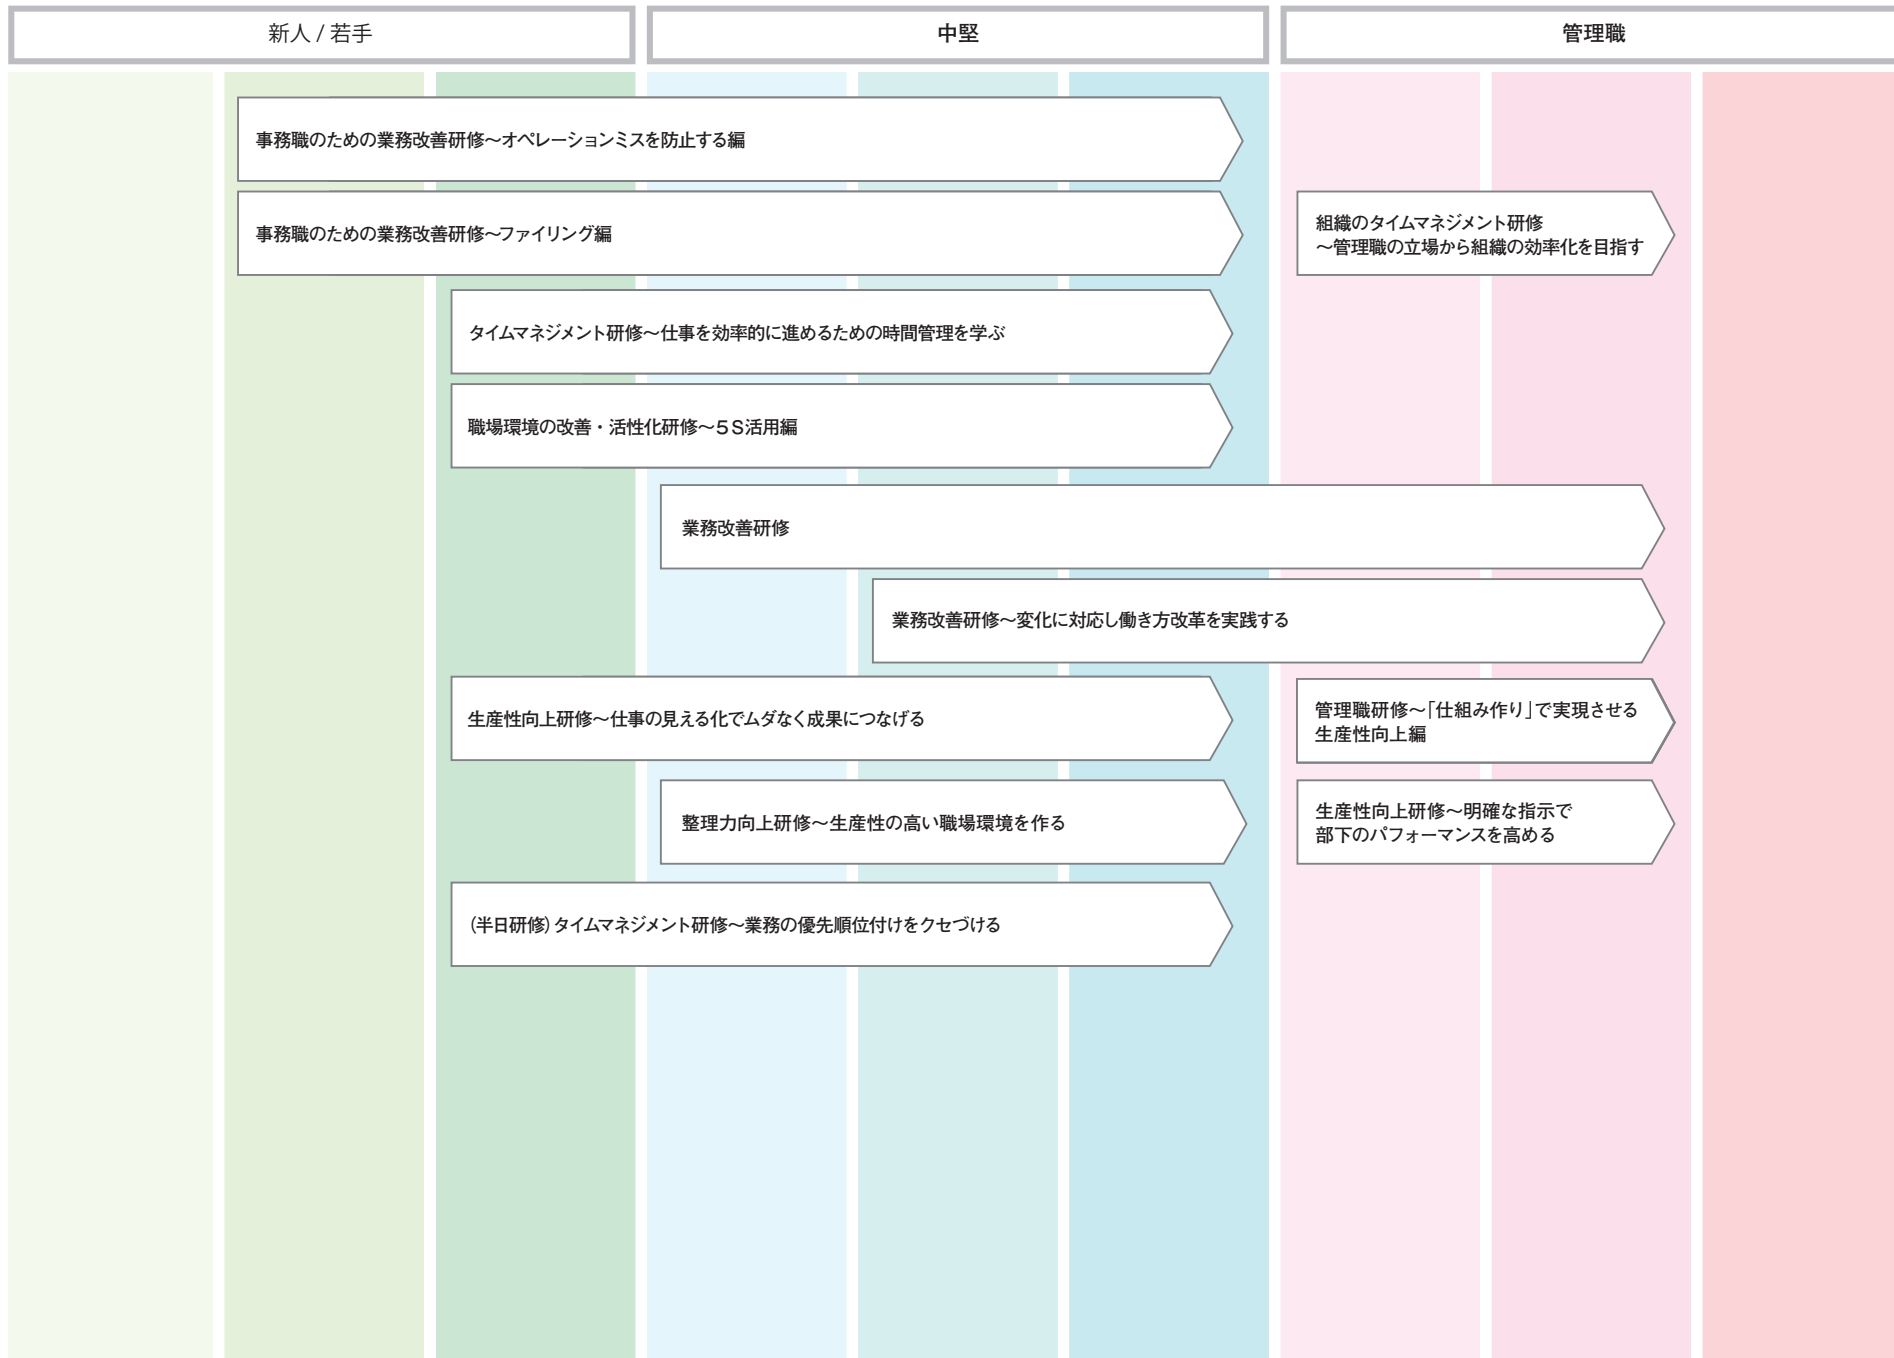 新人 / 若手
中堅
管理職
事務職のための業務改善研修～オペレーションミスを防止する編
事務職のための業務改善研修～ファイリング編
組織のタイムマネジメント研修
～管理職の立場から組織の効率化を目指す
タイムマネジメント研修～仕事を効率的に進めるための時間管理を学ぶ
職場環境の改善・活性化研修～5S活用編
業務改善研修
業務改善研修～変化に対応し働き方改革を実践する
生産性向上研修～仕事の見える化でムダなく成果につなげる
管理職研修～「仕組み作り」で実現させる
生産性向上編
整理力向上研修～生産性の高い職場環境を作る
生産性向上研修～明確な指示で
部下のパフォーマンスを高める
(半日研修) タイムマネジメント研修～業務の優先順位付けをクセづける